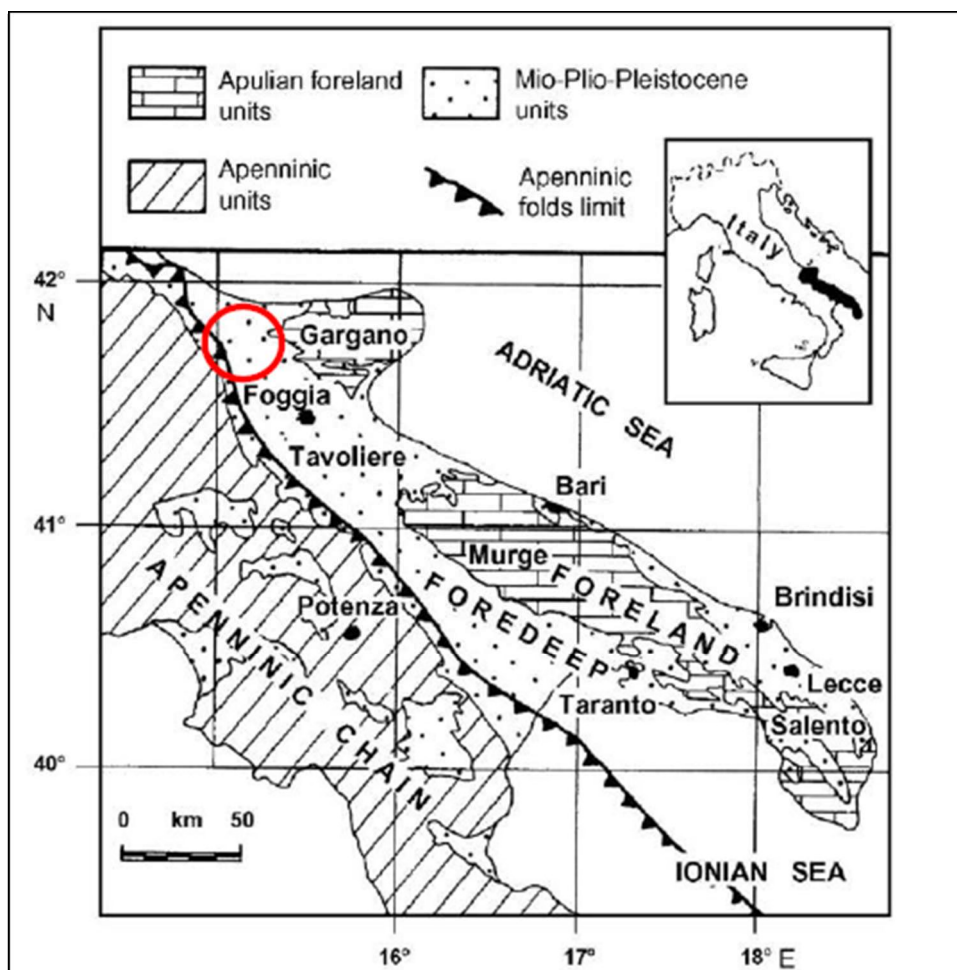 Apulian foreland
units
Mio-Plio-Pleistocene
units
Apenninic
units
Apenninic
folds limit
Italy
42°
N
Gargano
ADRIATIC SEA
Foggia
Tavoliere
Bari
41°
Murge
FORELAND
Brindisi
APENNINIC CHAIN
Potenza
FOREDEEP
Lecce
Taranto
Salento
40°
0 km 50
IONIAN SEA
16° 17° 18° E